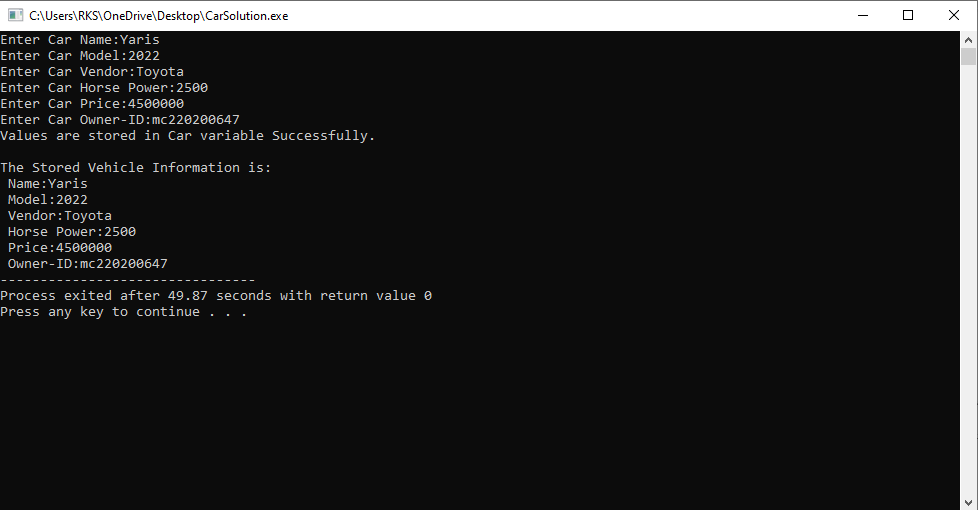 C:\Users\RKS\OneDrive\Desktop\CarSolution.exe
Enter Car Name:Yaris
Enter Car Model:2022
Enter Car Vendor:Toyota
Enter Car Horse Power:2500
Enter Car Price:4500000
Enter Car Owner-ID:mc220200647
Values are stored in Car variable Successfully.
The Stored Vehicle Information is:
Name:Yaris
Model:2022
Vendor:Toyota
Horse Power:2500
Price:4500000
Owner-ID:mc220200647
--------------------------------
Process exited after 49.87 seconds with return value 0
Press any key to continue . . .